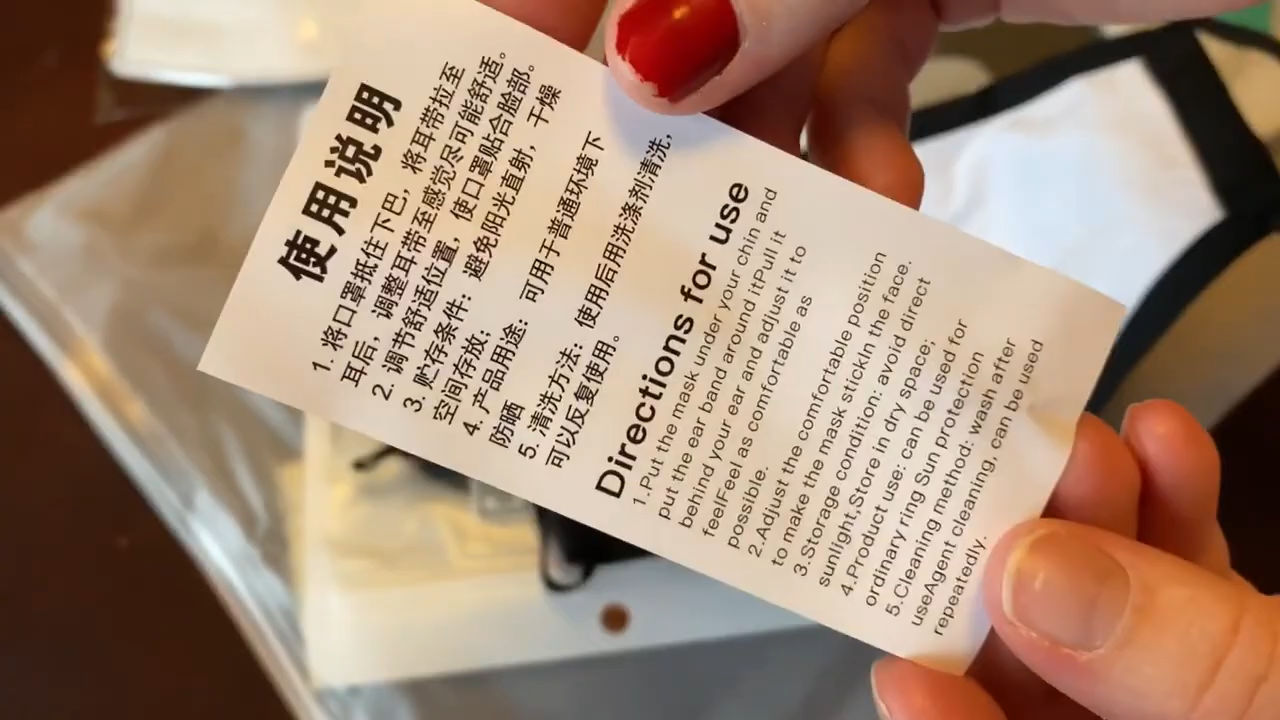 使用说明
1. 将口罩抵住下巴，将耳带拉至
耳后，调整耳带至感觉尽可能舒适。
2. 调节舒适位置，使口罩贴合脸部。
3. 贮存条件：避免阳光直射，干燥
空间存放；
4. 产品用途：可用于普通环境下
防晒
5. 清洗方法：使用后用洗涤剂清洗，
可以反复使用。
Directions for use
1.Put the mask under your chin and
put the ear band around itPull it
behind your ear and adjust it to
feelFeel as comfortable as
possible.
2.Adjust the comfortable position
to make the mask stickIn the face.
3.Storage condition: avoid direct
sunlight.Store in dry space;
4.Product use: can be used for
ordinary ring Sun protection
5.Cleaning method: wash after
useAgent cleaning, can be used
repeatedly.